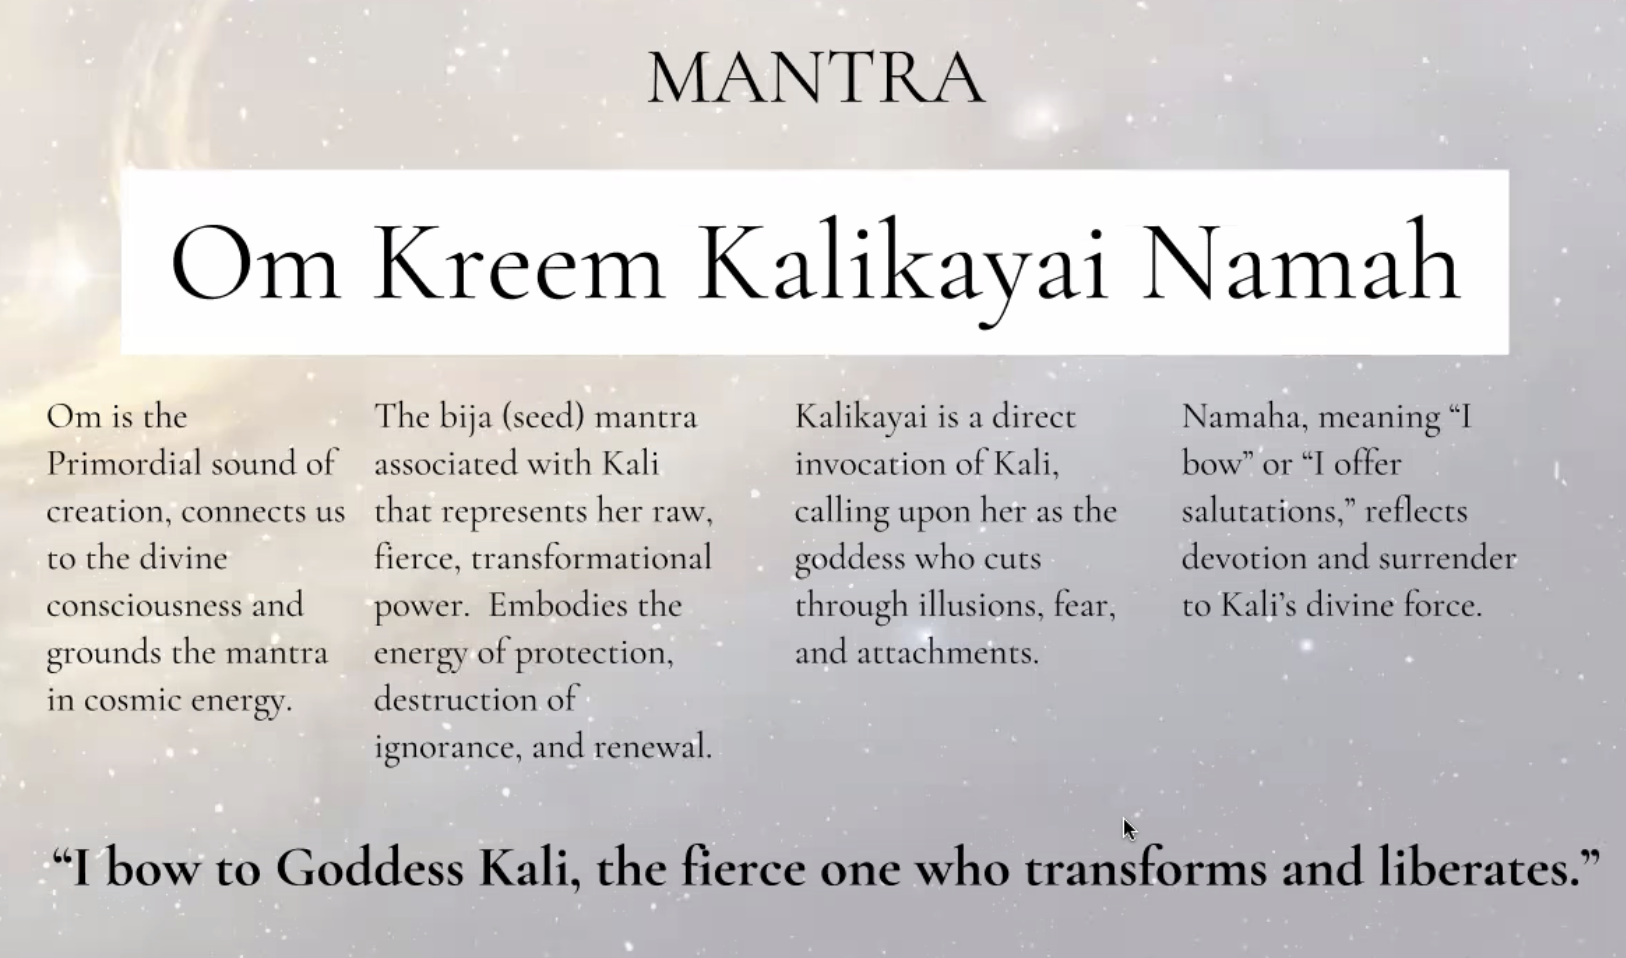 MANTRA
Om Kreem Kalikayai Namah
Om is the
Primordial sound of
creation, connects us
to the divine
consciousness and
grounds the mantra
in cosmic energy.
The bija (seed) mantra
associated with Kali
that represents her raw,
fierce, transformational
power.  Embodies the
energy of protection,
destruction of
ignorance, and renewal.
Kalikayai is a direct
invocation of Kali,
calling upon her as the
goddess who cuts
through illusions, fear,
and attachments.
Namaha, meaning “I
bow” or “I offer
salutations,” reflects
devotion and surrender
to Kali’s divine force.
“I bow to Goddess Kali, the fierce one who transforms and liberates.”